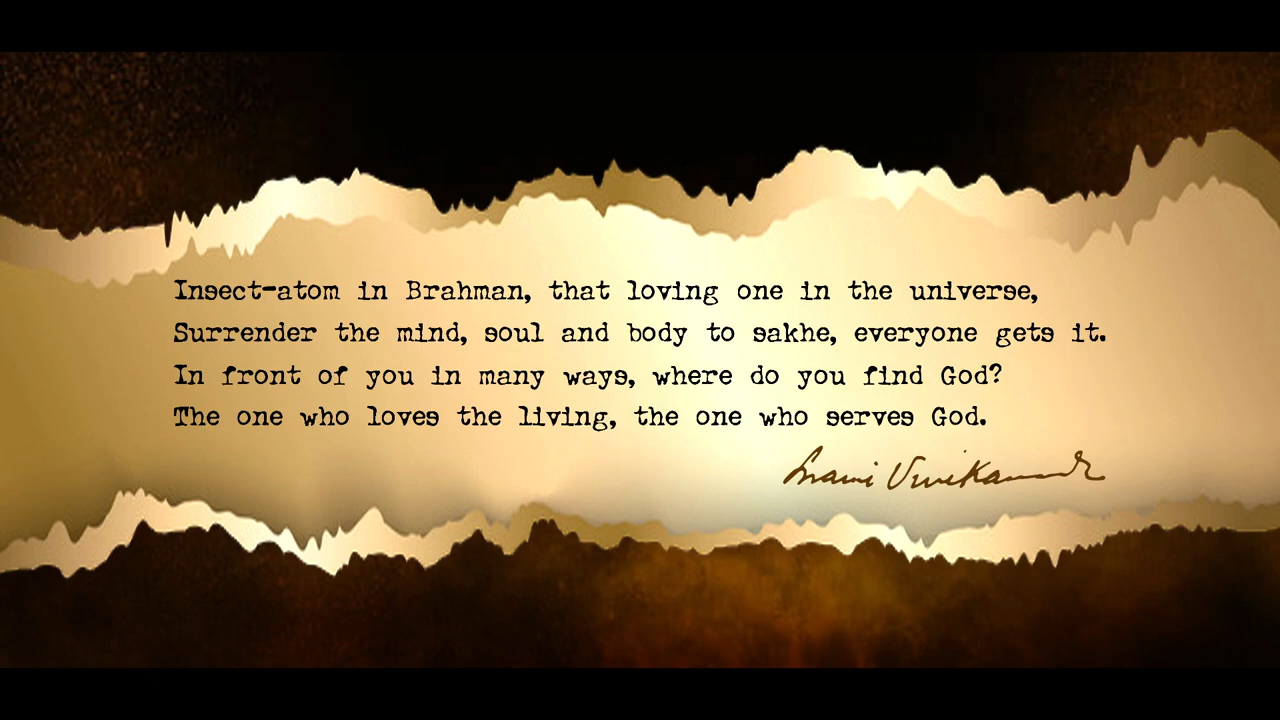 Insect-atom in Brahman, that loving one in the universe,
Surrender the mind, soul and body to sakhe, everyone gets it.
In front of you in many ways, where do you find God?
The one who loves the living, the one who serves God.
Swami Vivekananda